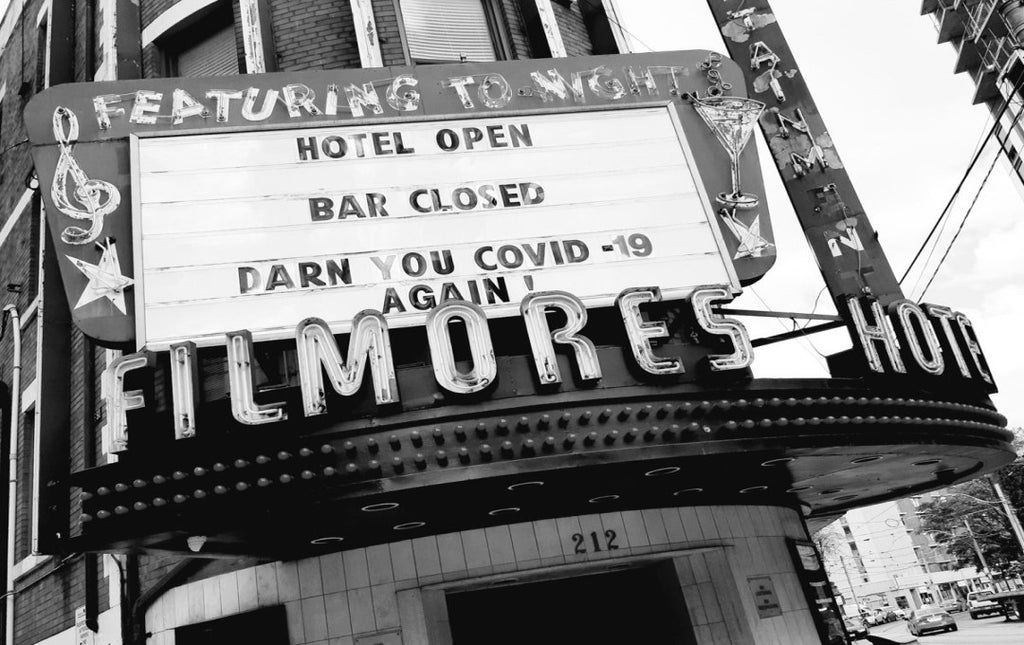 FEATURING TO-NIGHT'S
HOTEL OPEN
BAR CLOSED
DARN YOU COVID-19
AGAIN!
FILMORES HOTEL
212